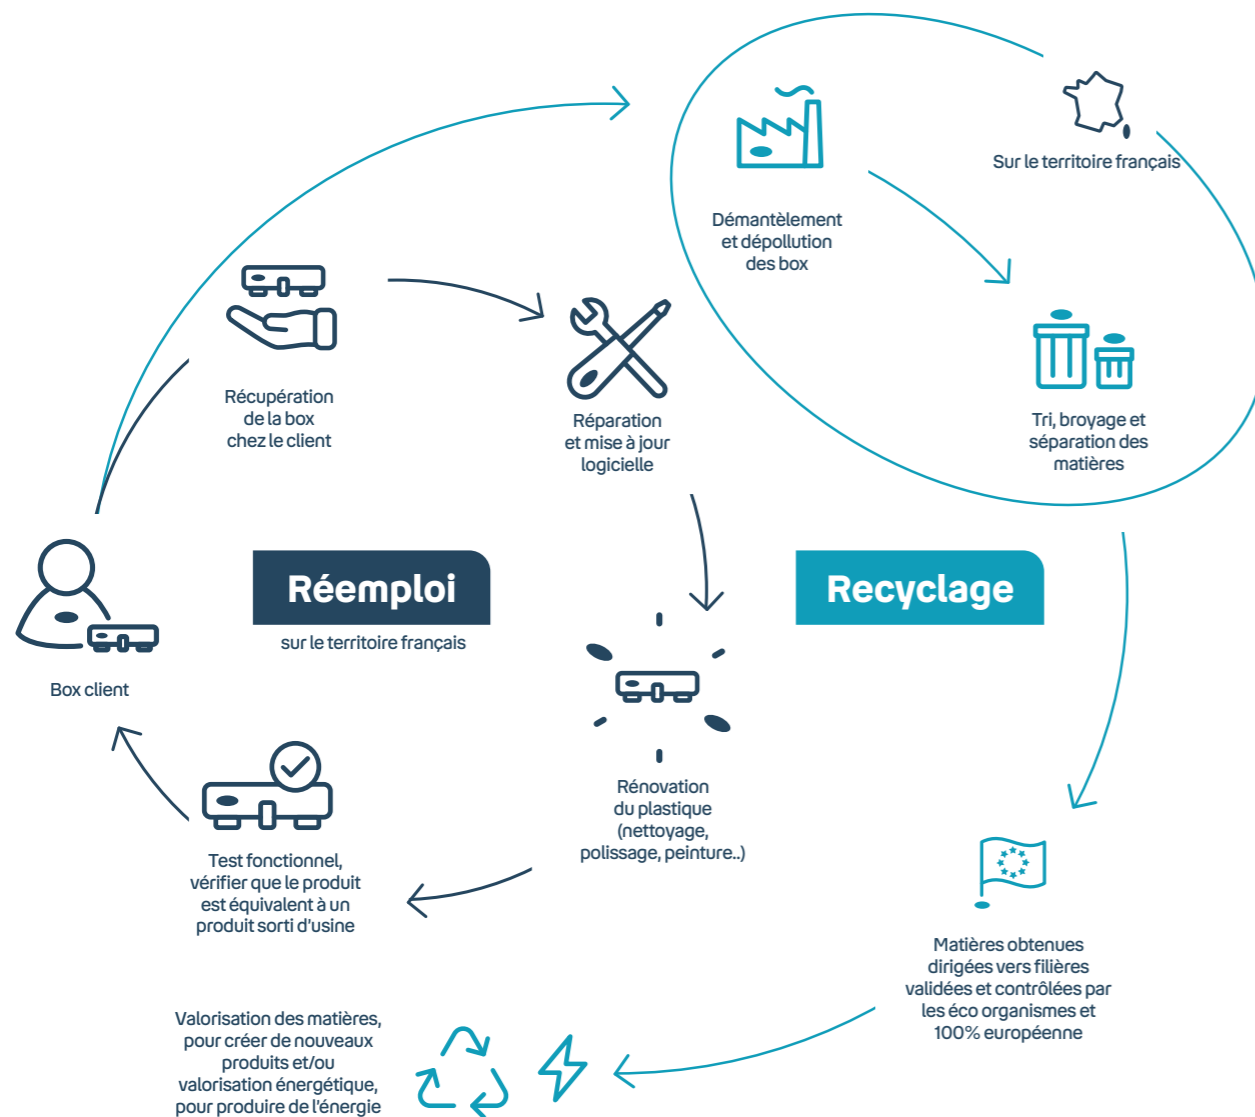 Sur le territoire français
Démantèlement
et dépollution
des box
Récupération
de la box
chez le client
Réparation
et mise à jour
logicielle
Tri, broyage et
séparation des
matières
Réemploi
sur le territoire français
Recyclage
Box client
Rénovation
du plastique
(nettoyage,
polissage, peinture..)
Test fonctionnel,
vérifier que le produit
est équivalent à un
produit sorti d'usine
Matières obtenues
dirigées vers filières
validées et contrôlées par
les éco organismes et
100% européenne
Valorisation des matières,
pour créer de nouveaux
produits et/ou
valorisation énergétique,
pour produire de l'énergie